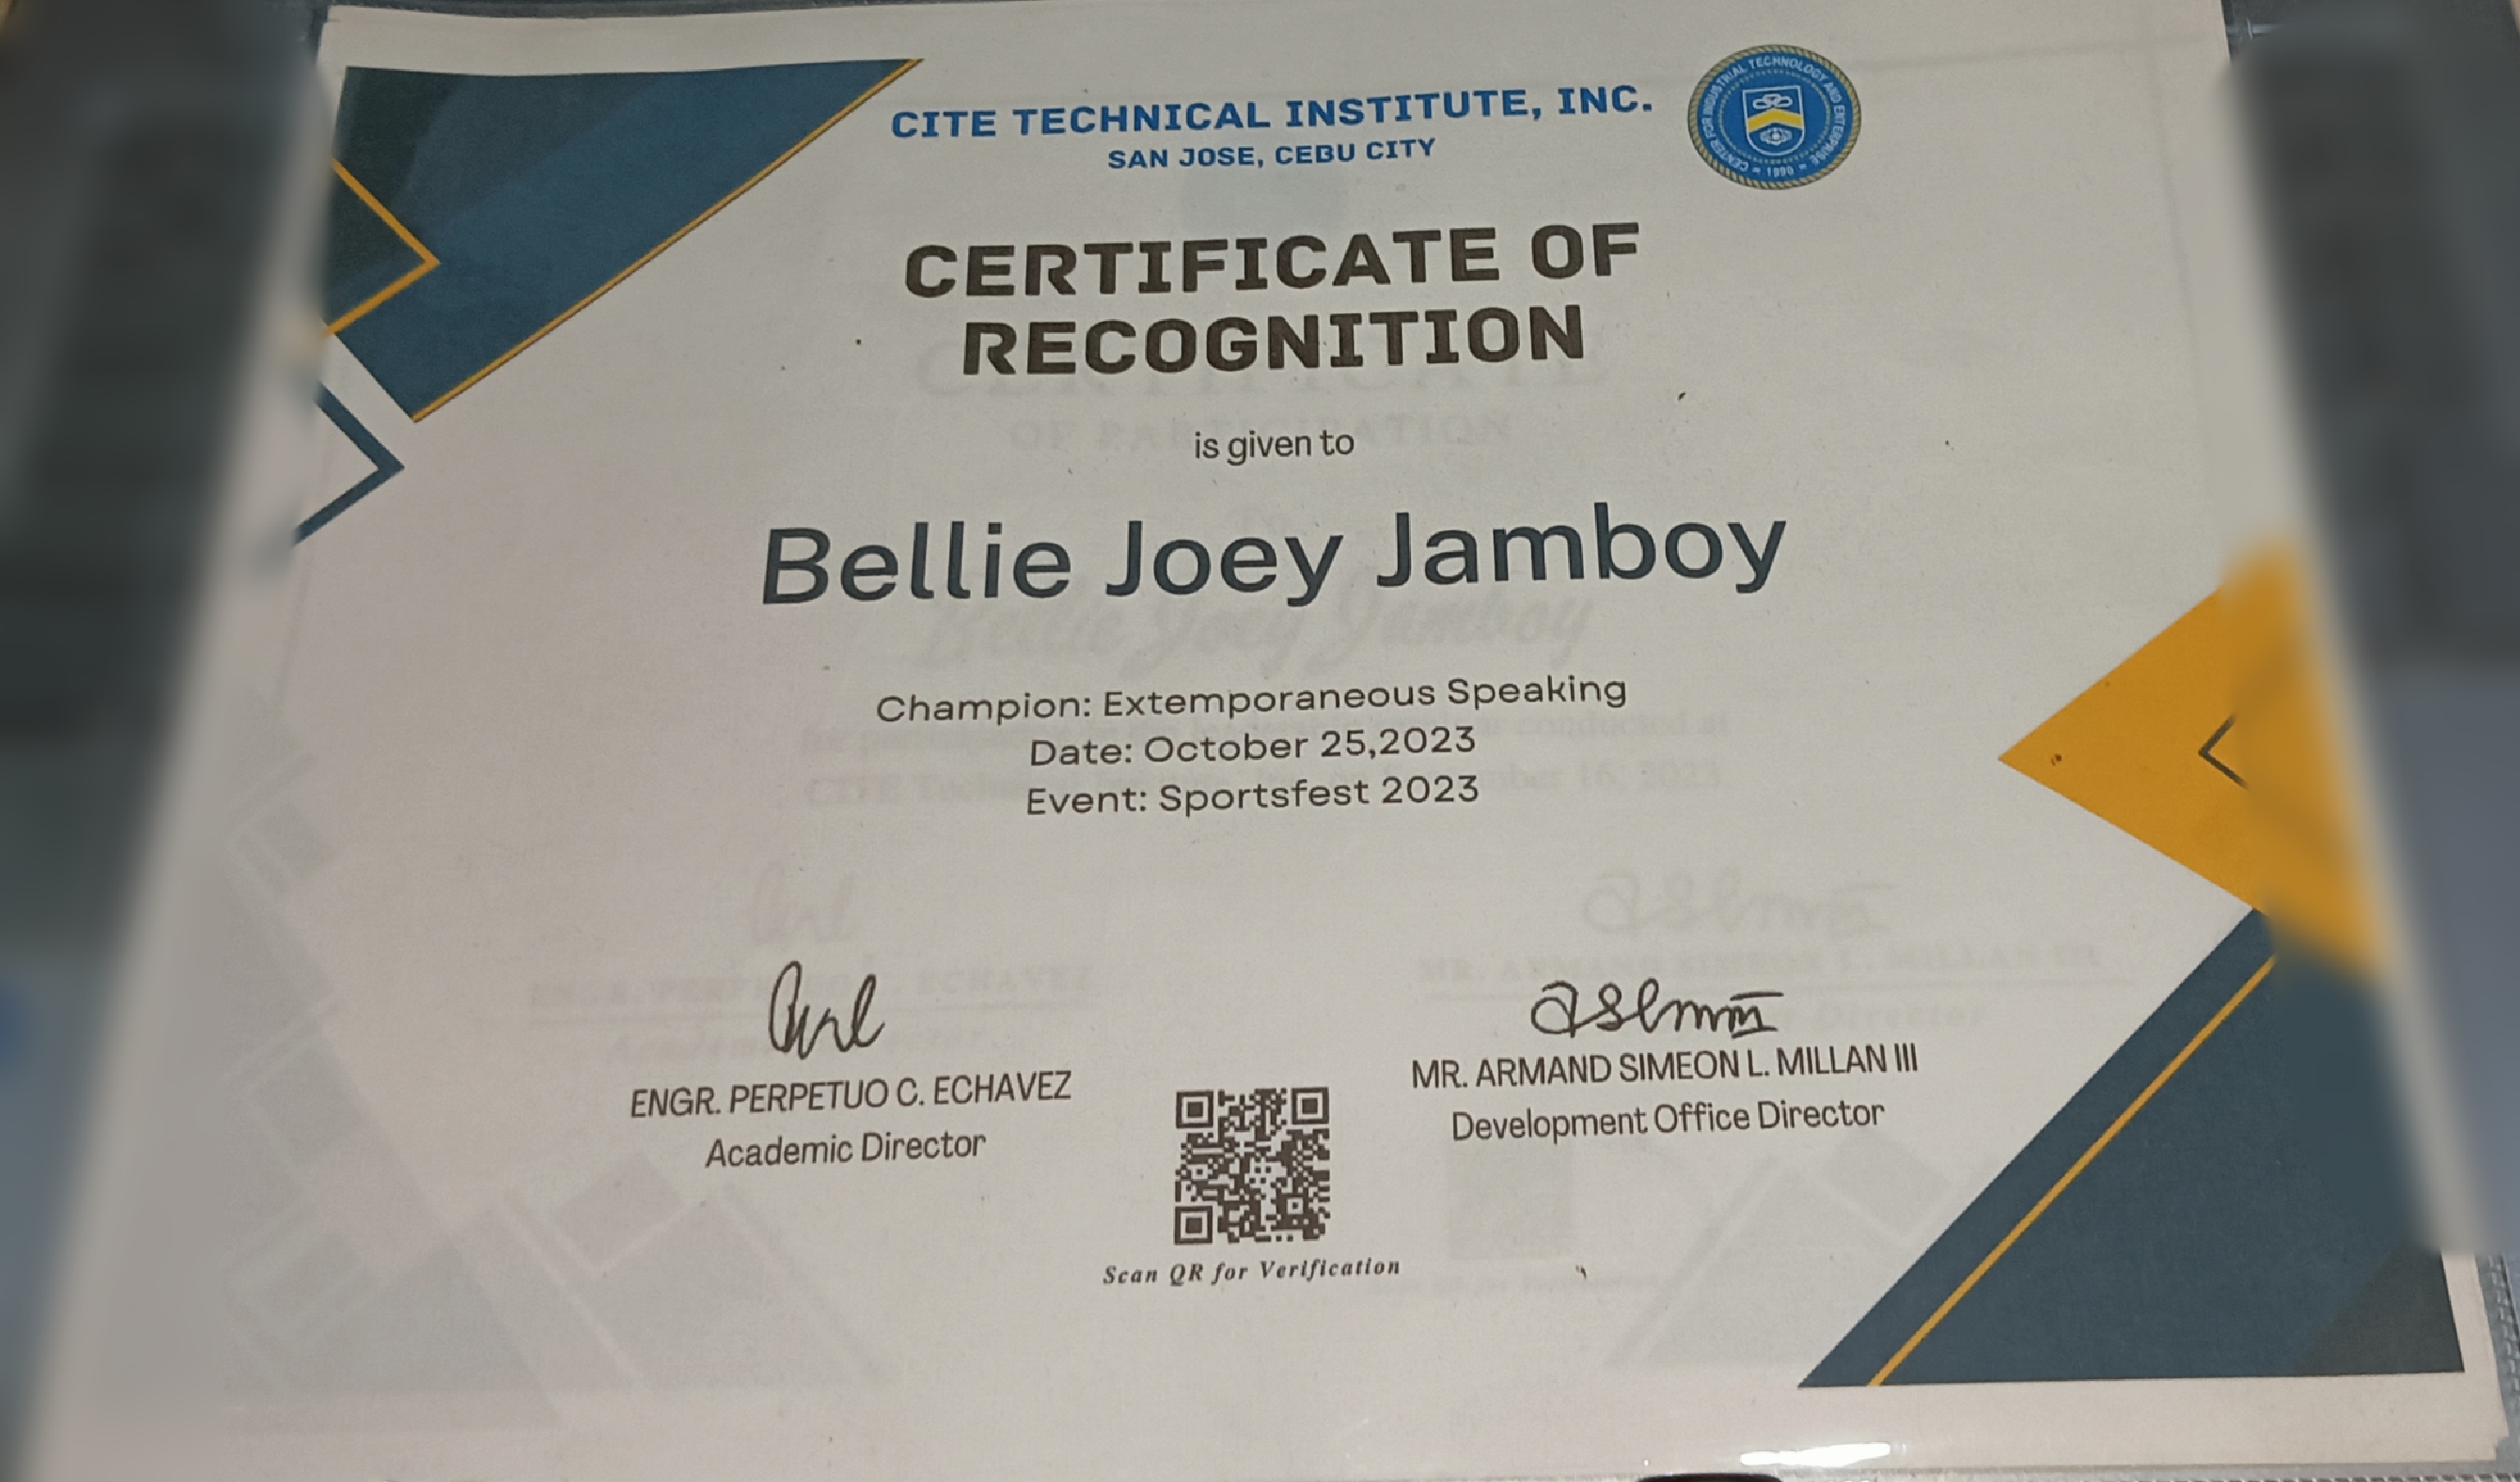 CITE TECHNICAL INSTITUTE, INC.
SAN JOSE, CEBU CITY
CENTER FOR INDUSTRIAL TECHNOLOGY AND ENTERPRISE
1990
CERTIFICATE OF
RECOGNITION
is given to
Bellie Joey Jamboy
Champion: Extemporaneous Speaking
Date: October 25,2023
Event: Sportsfest 2023
ENGR. PERPETUO C. ECHAVEZ
Academic Director
MR. ARMAND SIMEON L. MILLAN III
Development Office Director
Scan QR for Verification